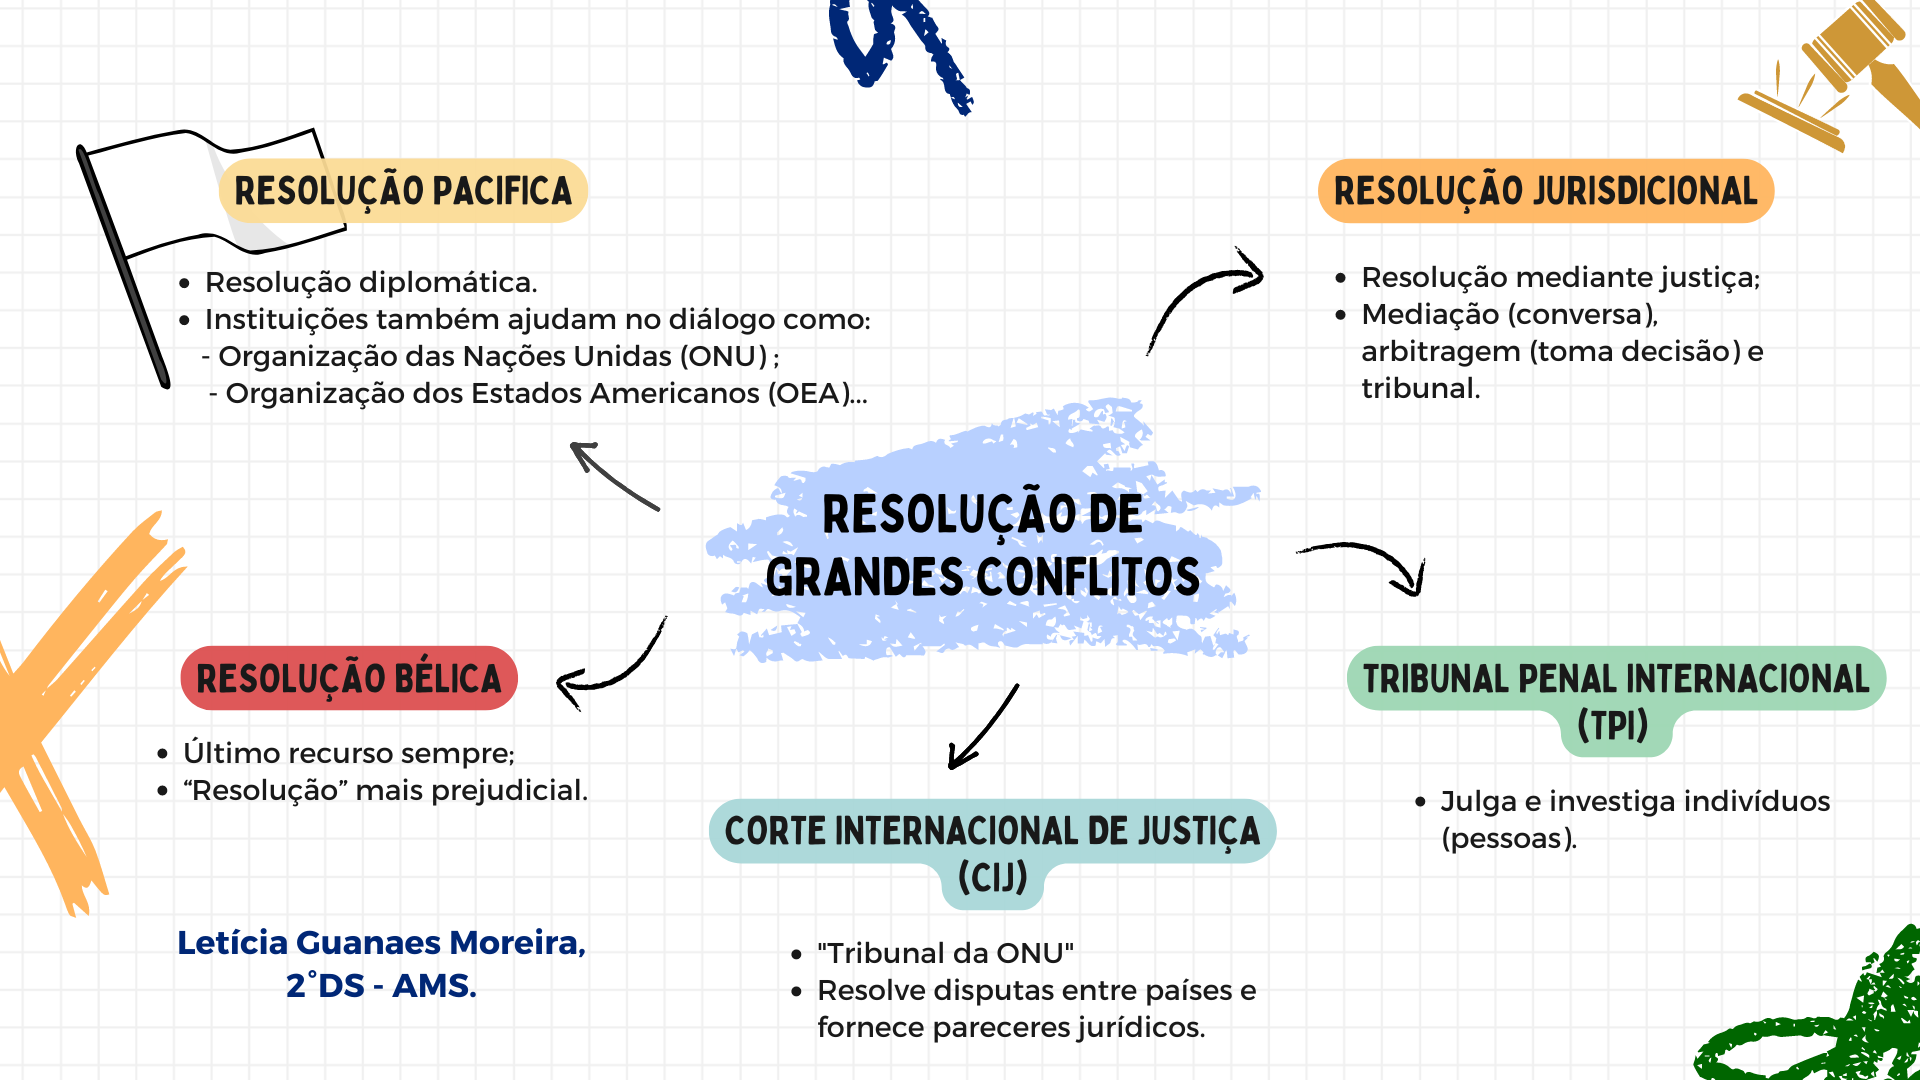 RESOLUÇÃO PACIFICA
• Resolução diplomática.
• Instituições também ajudam no diálogo como:
- Organização das Nações Unidas (ONU) ;
- Organização dos Estados Americanos (OEA)...
RESOLUÇÃO JURISDICIONAL
• Resolução mediante justiça;
• Mediação (conversa),
arbitragem (toma decisão) e
tribunal.
RESOLUÇÃO DE
GRANDES CONFLITOS
RESOLUÇÃO BÉLICA
• Último recurso sempre;
• “Resolução” mais prejudicial.
TRIBUNAL PENAL INTERNACIONAL
(TPI)
• Julga e investiga indivíduos
(pessoas).
CORTE INTERNACIONAL DE JUSTIÇA
(CIJ)
• "Tribunal da ONU"
• Resolve disputas entre países e
fornece pareceres jurídicos.
Letícia Guanaes Moreira,
2°DS - AMS.